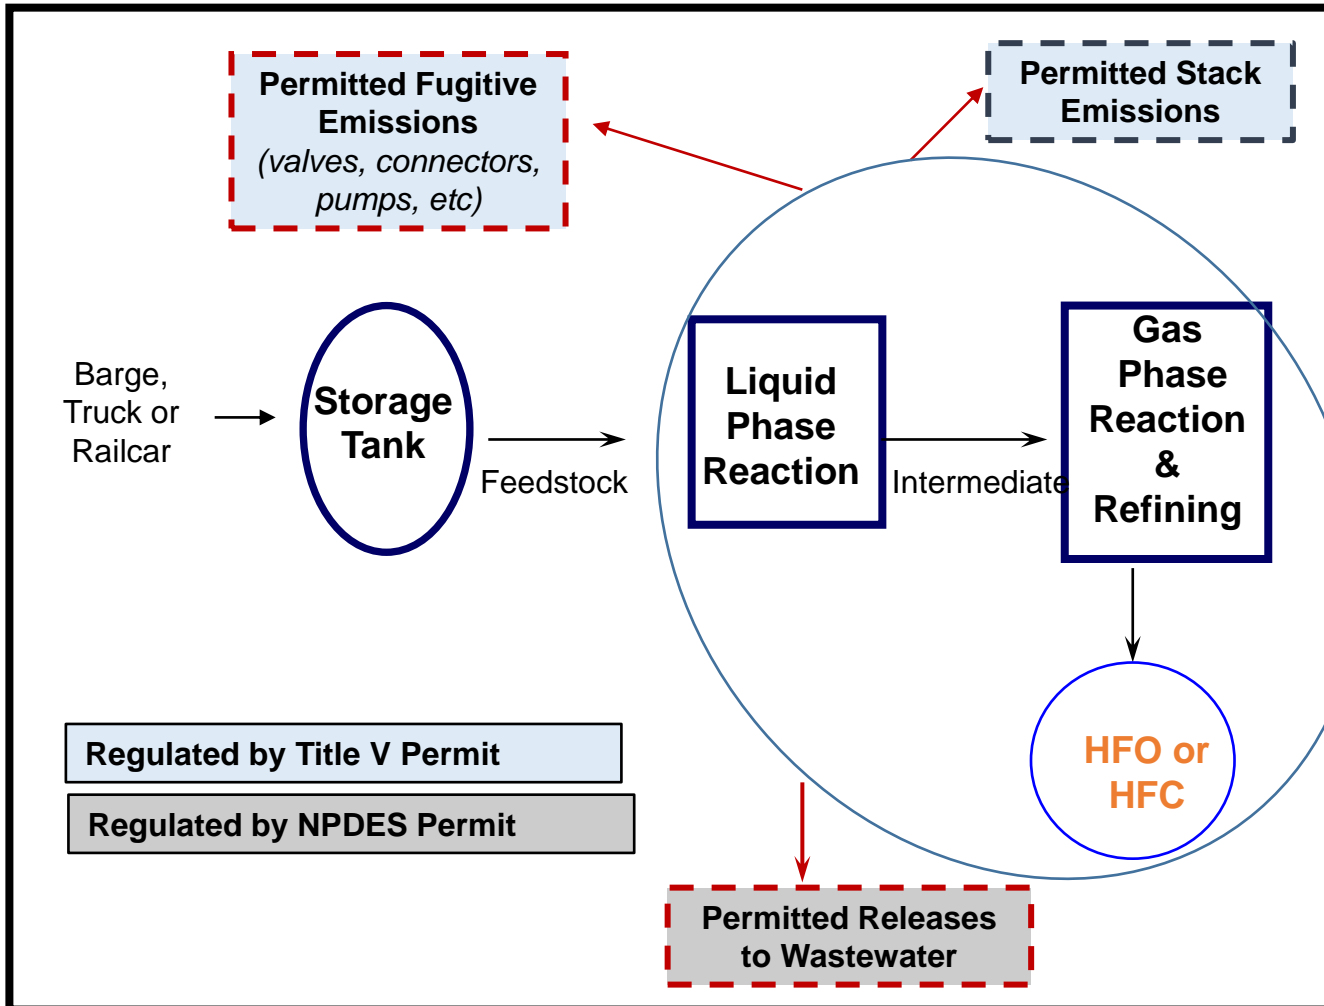 Permitted Fugitive
Emissions
(valves, connectors,
pumps, etc)
Permitted Stack
Emissions
Barge,
Truck or
Railcar
Storage
Tank
Feedstock
Liquid
Phase
Reaction
Intermediate
Gas
Phase
Reaction
&
Refining
HFO or
HFC
Regulated by Title V Permit
Regulated by NPDES Permit
Permitted Releases
to Wastewater